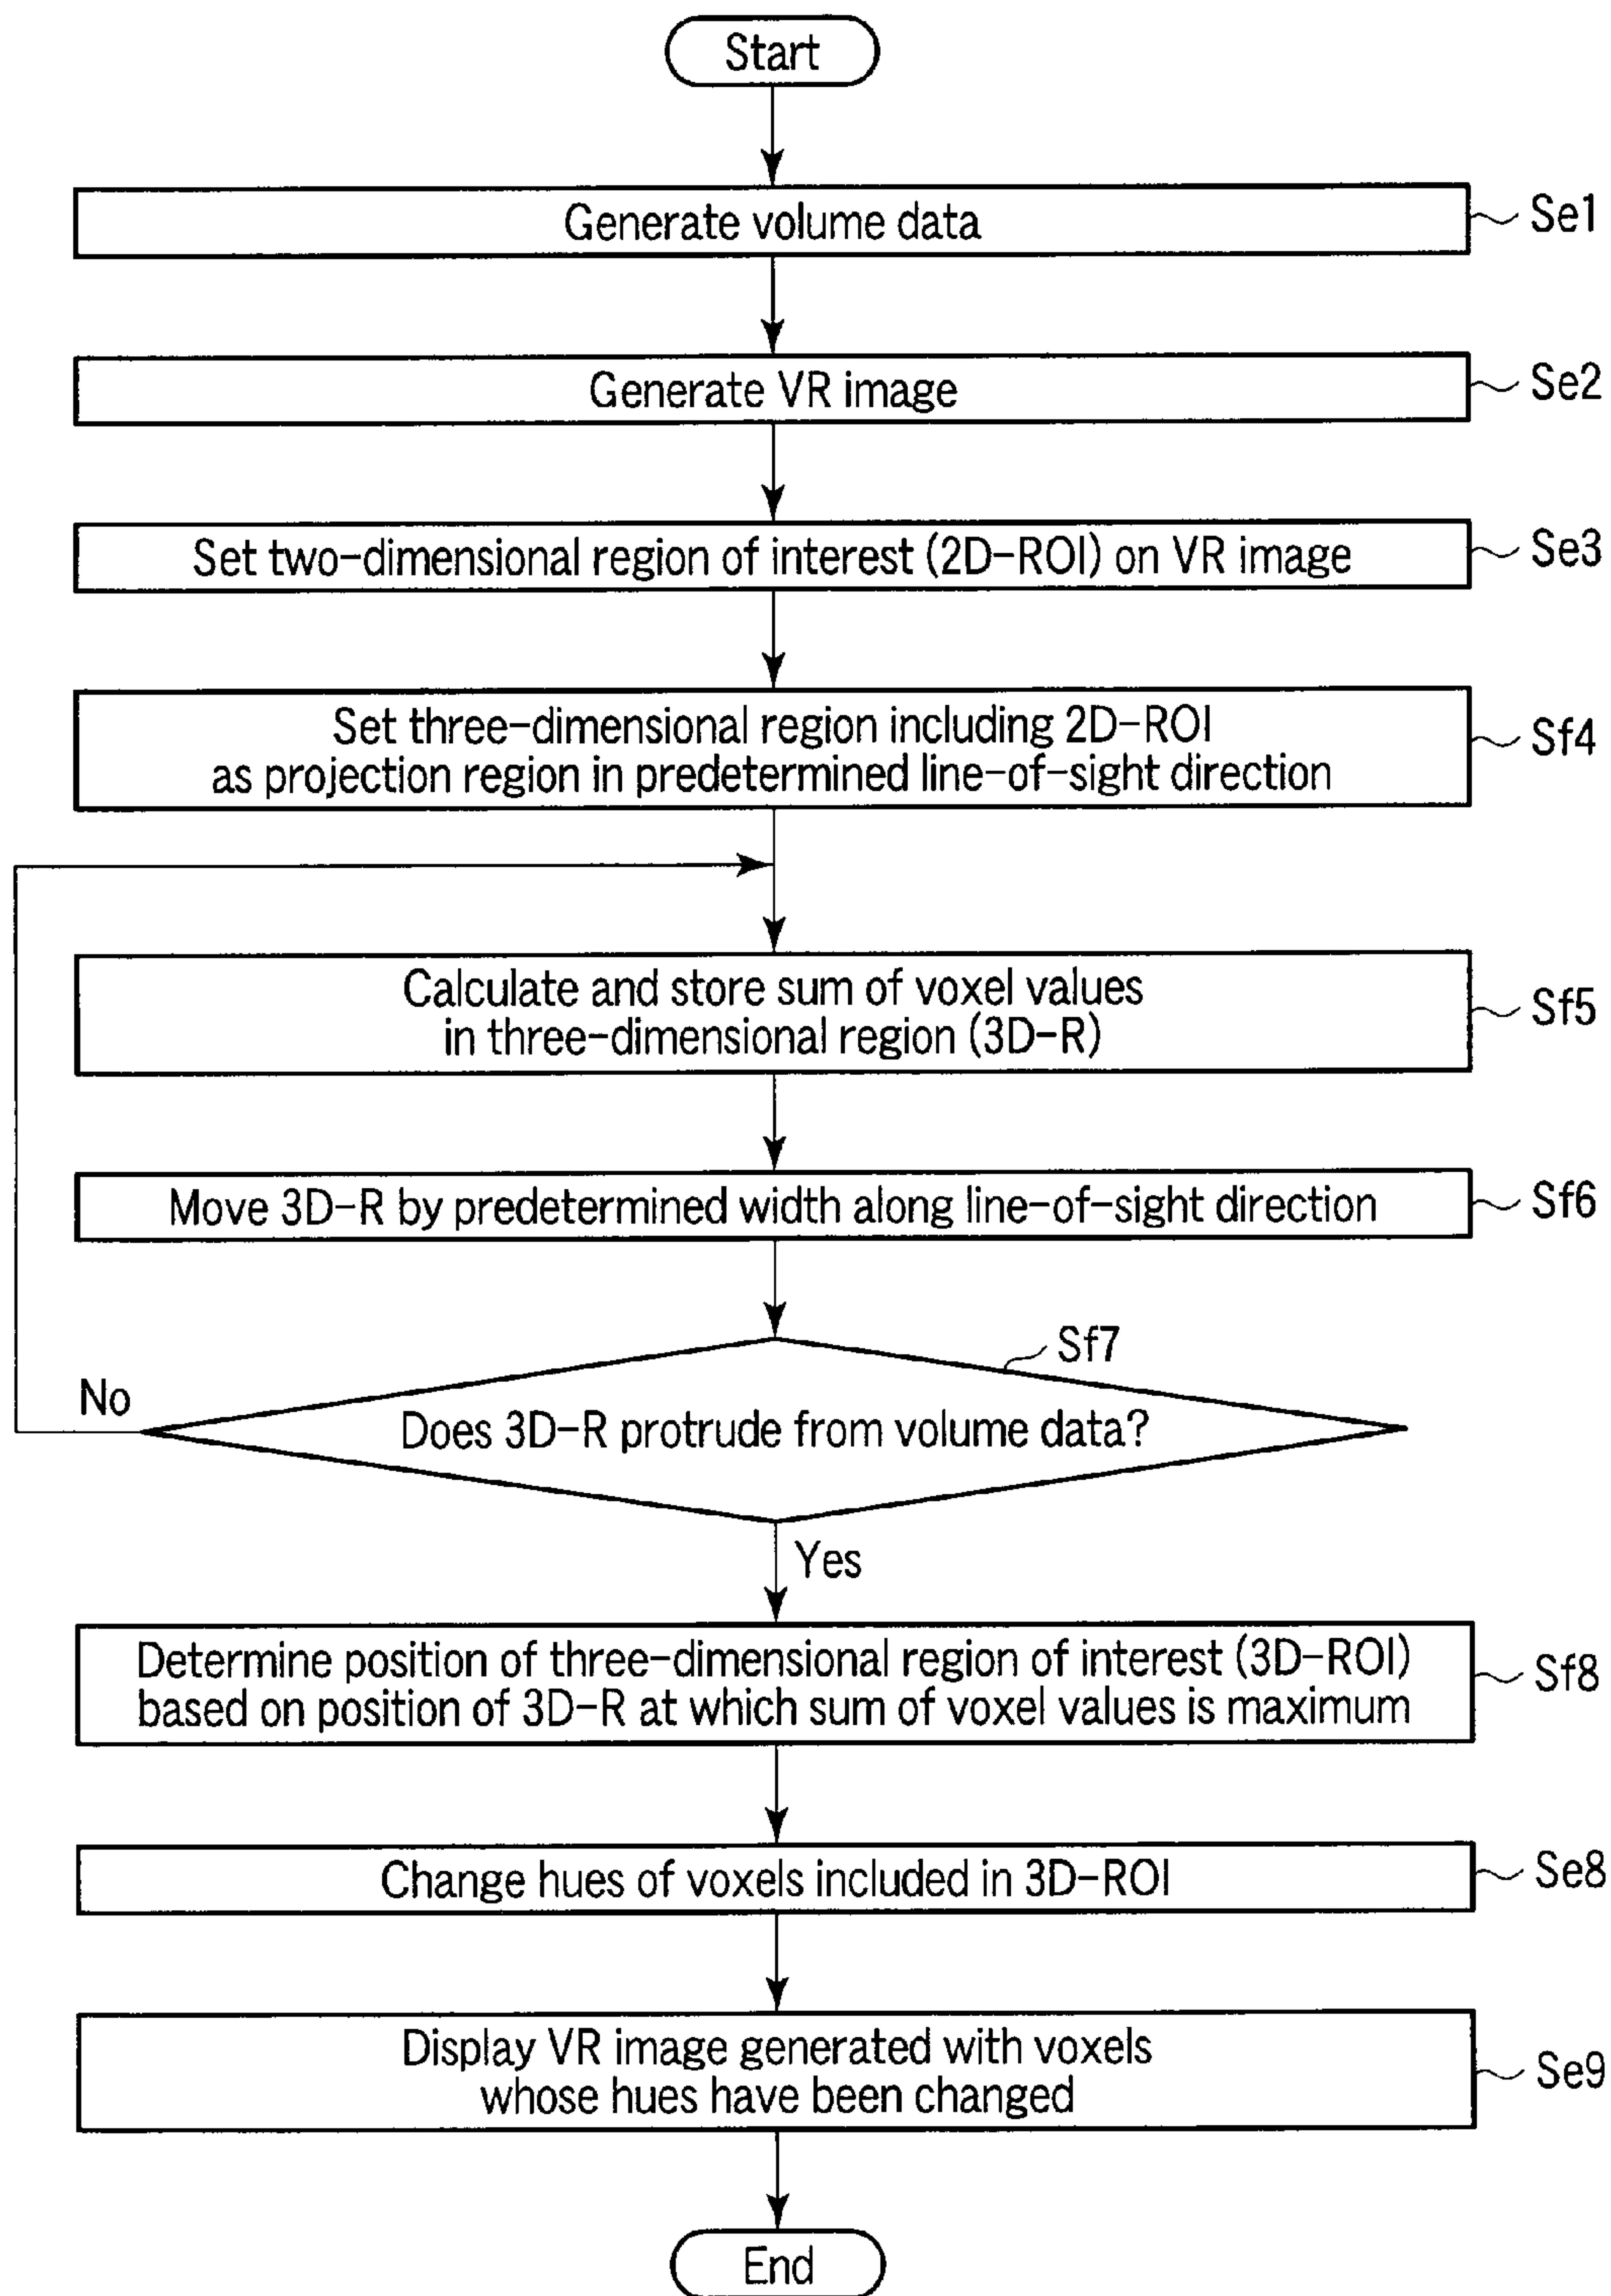 Start
Generate volume data
Se1
Generate VR image
Se2
Set two-dimensional region of interest (2D-ROI) on VR image
Se3
Set three-dimensional region including 2D-ROI
as projection region in predetermined line-of-sight direction
Sf4
Calculate and store sum of voxel values
in three-dimensional region (3D-R)
Sf5
Move 3D-R by predetermined width along line-of-sight direction
Sf6
Sf7
No
Does 3D-R protrude from volume data?
Yes
Determine position of three-dimensional region of interest (3D-ROI)
based on position of 3D-R at which sum of voxel values is maximum
Sf8
Change hues of voxels included in 3D-ROI
Se8
Display VR image generated with voxels
whose hues have been changed
Se9
End